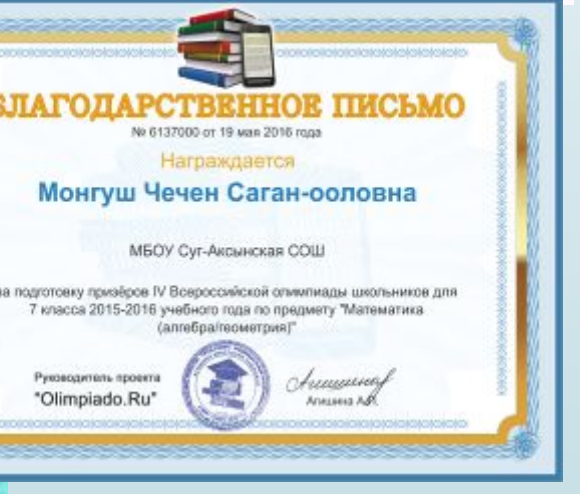 БЛАГОДАРСТВЕННОЕ ПИСЬМО
№ 6137000 от 19 мая 2016 года
Награждается
Монгуш Чечен Саган-ооловна
МБОУ Суг-Аксынская СОШ
за подготовку призёров IV Всероссийской олимпиады школьников для
7 класса 2015-2016 учебного года по предмету "Математика
(алгебра/геометрия)"
Руководитель проекта
"Olimpiado.Ru"
Апишина А.И.